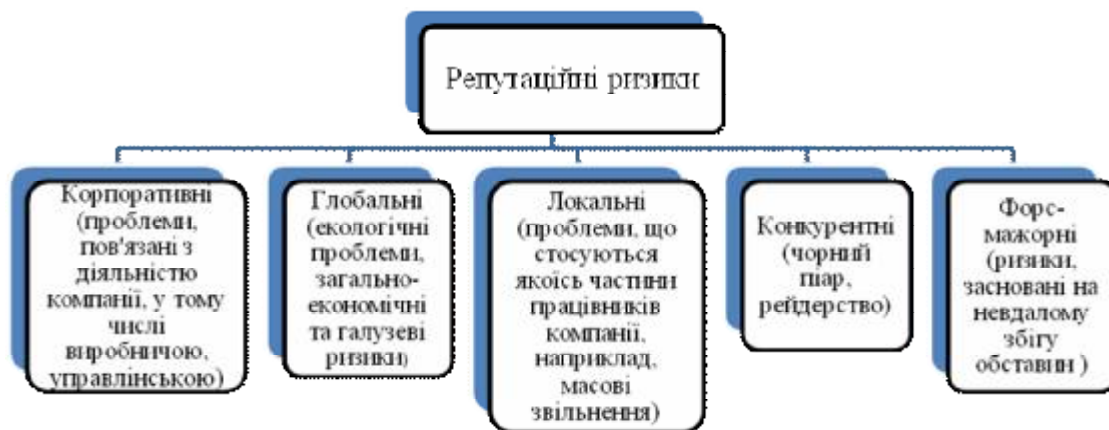 Репутаційні ризики
Корпоративні
(проблеми,
пов'язані з
діяльністю
компанії, у тому
числі
виробничою,
управлінською)
Глобальні
(екологічні
проблеми,
загально-
економічні
та галузеві
ризики)
Локальні
(проблеми, що
стосуються
якоїсь частини
працівників
компанії,
наприклад,
масові
звільнення)
Конкурентні
(чорний
піар, рейдерство)
Форс-
мажорні
(ризики,
засновані на
невдалому
збігу
обставин )